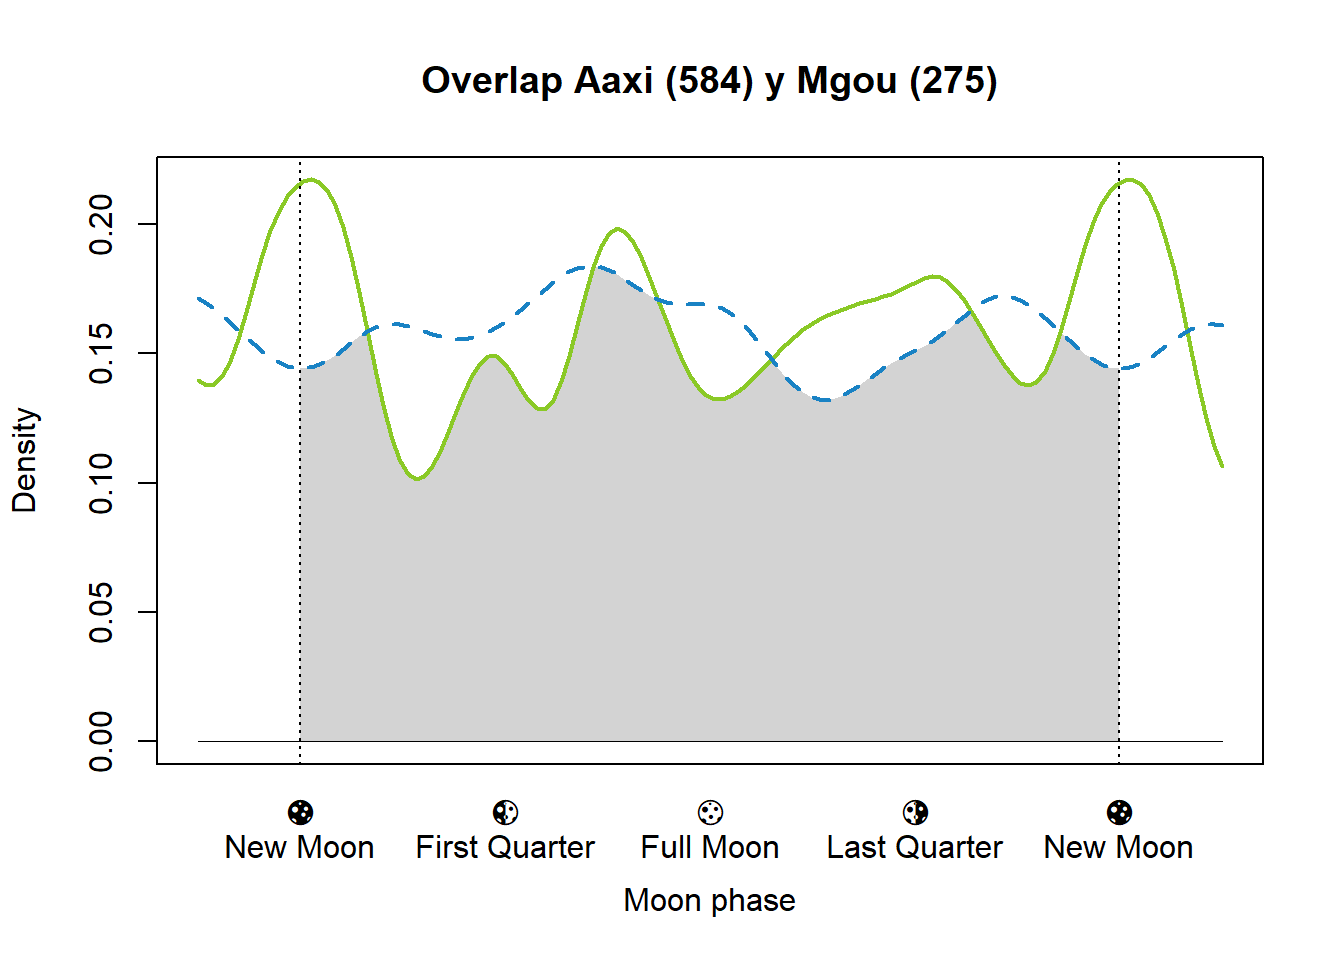 Overlap Aaxi (584) y Mgou (275)
Density
0.20
0.15
0.10
0.05
0.00
New Moon First Quarter Full Moon Last Quarter New Moon
Moon phase